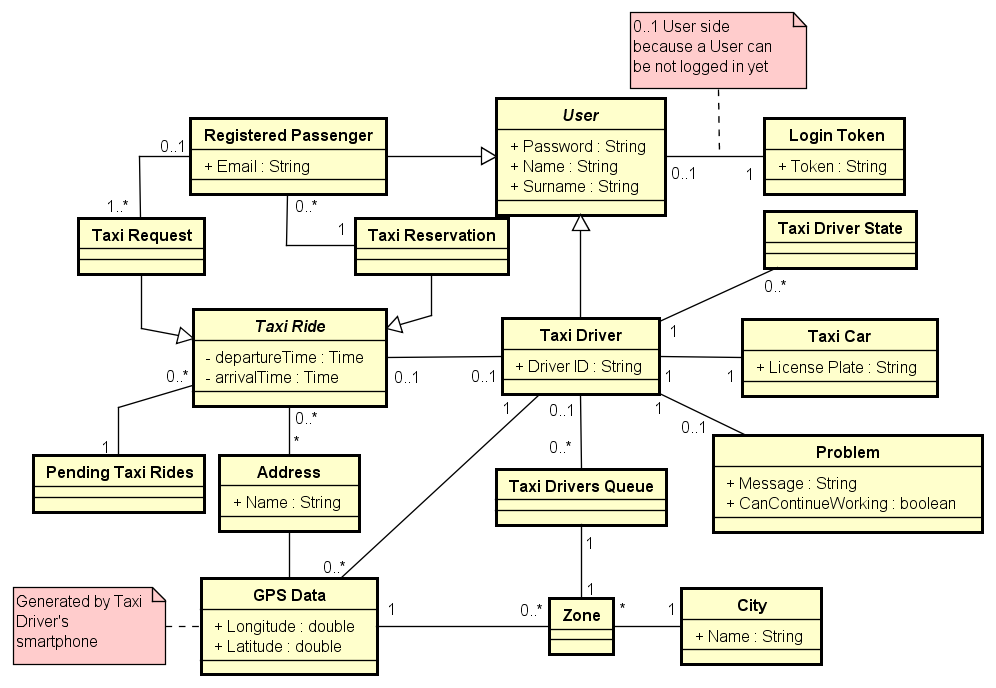 0..1 User side
because a User can
be not logged in yet
User
+ Password : String
+ Name : String
+ Surname : String
Registered Passenger
+ Email : String
Login Token
+ Token : String
0..1
0..1
1
1..*
0..*
1
Taxi Request
Taxi Reservation
Taxi Driver State
0..*
1
Taxi Ride
- departureTime : Time
- arrivalTime : Time
Taxi Driver
+ Driver ID : String
Taxi Car
+ License Plate : String
0..*
0..1
0..1
1
1
0..*
1
0..1
1
0..1
1
*
0..*
Pending Taxi Rides
Address
+ Name : String
Taxi Drivers Queue
Problem
+ Message : String
+ CanContinueWorking : boolean
1
0..*
1
Generated by Taxi
Driver's
smartphone
GPS Data
+ Longitude : double
+ Latitude : double
1
0..*
Zone
*
1
City
+ Name : String